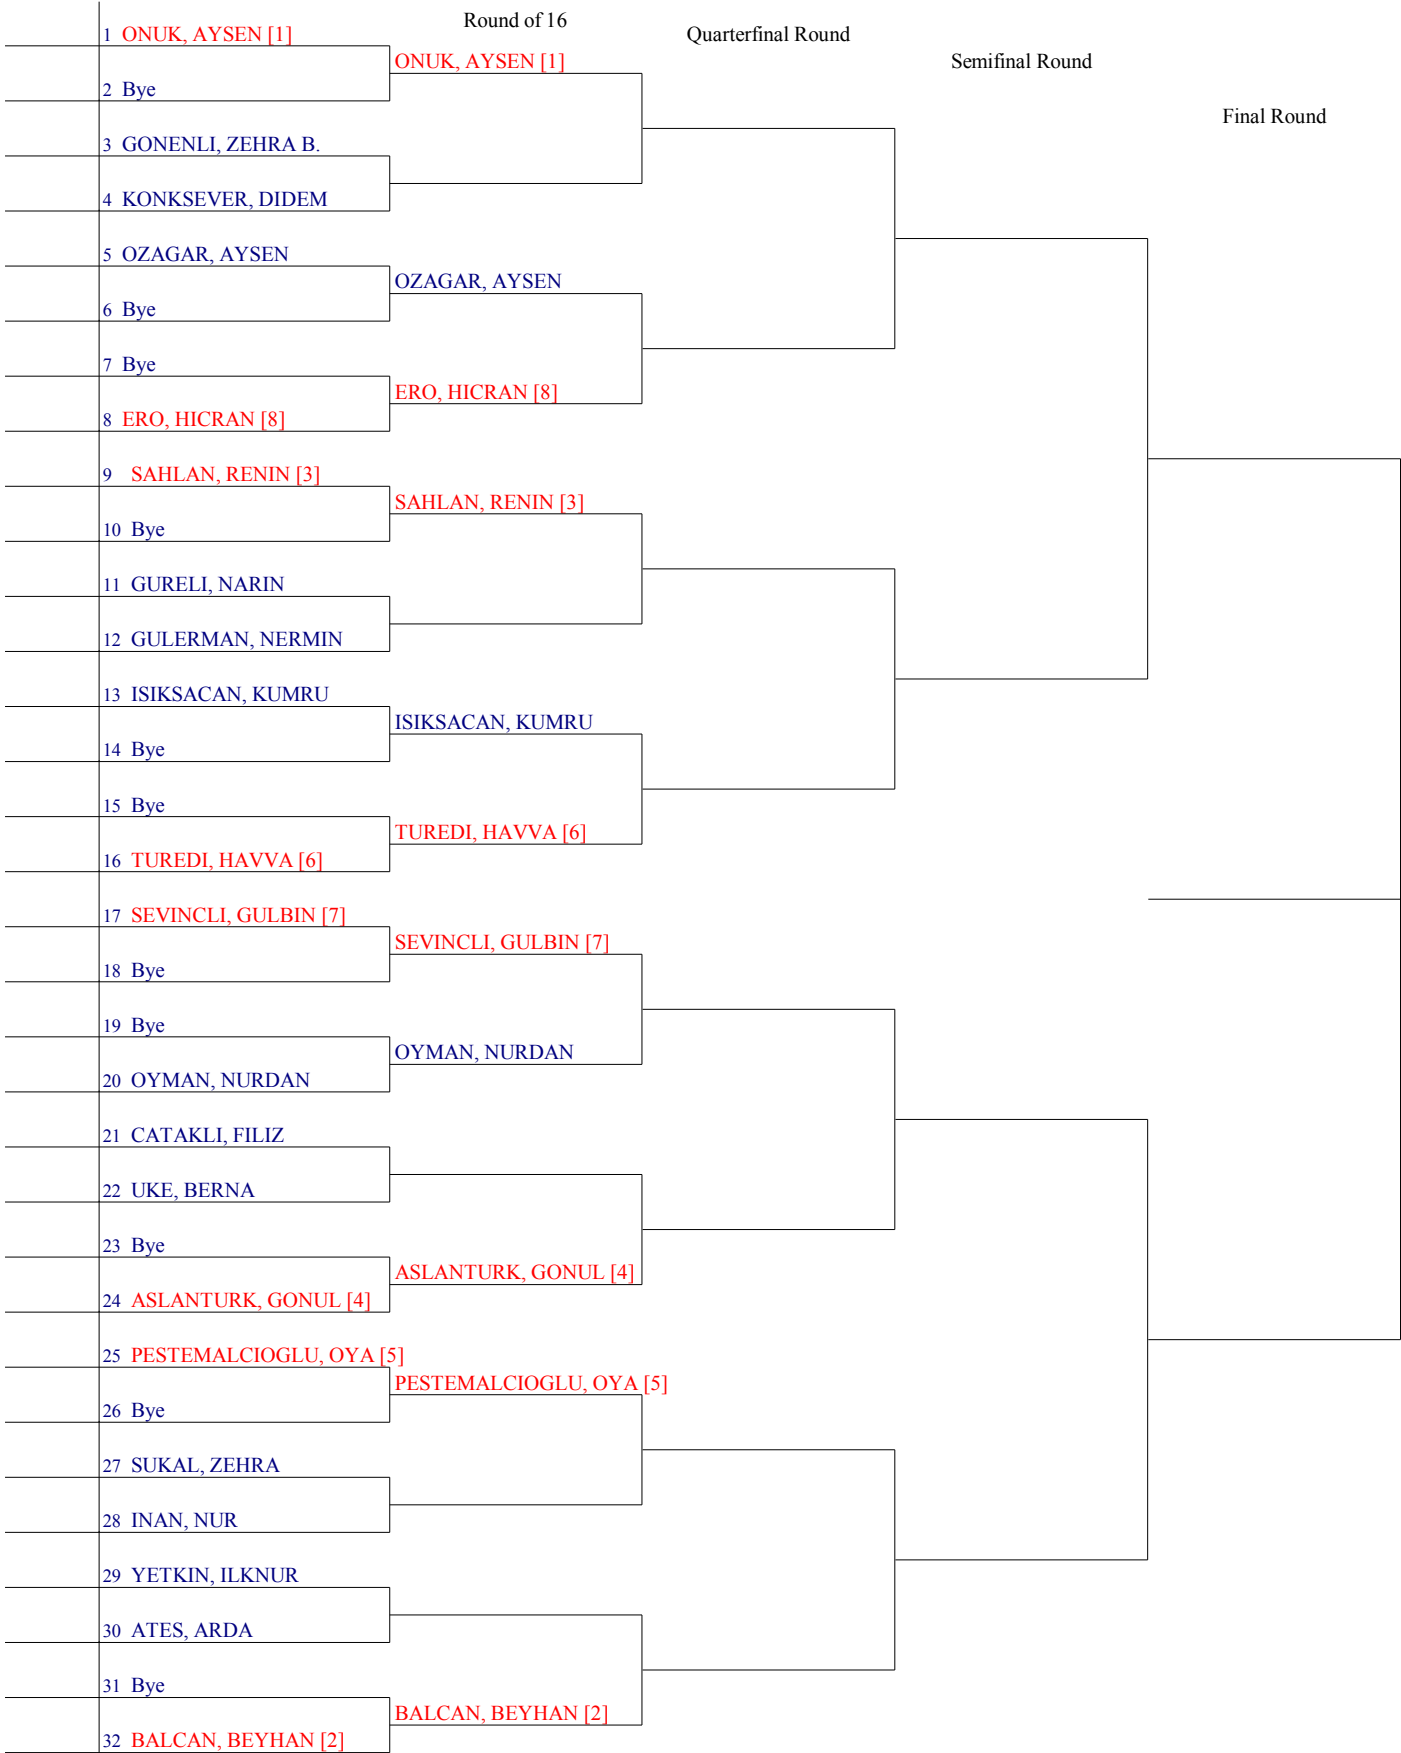 Round of 16
Quarterfinal Round
Semifinal Round
Final Round
1 ONUK, AYSEN [1]
ONUK, AYSEN [1]
2 Bye
3 GONENLI, ZEHRA B.
4 KONKSEVER, DIDEM
5 OZAGAR, AYSEN
OZAGAR, AYSEN
6 Bye
7 Bye
ERO, HICRAN [8]
8 ERO, HICRAN [8]
9 SAHLAN, RENIN [3]
SAHLAN, RENIN [3]
10 Bye
11 GURELI, NARIN
12 GULERMAN, NERMIN
13 ISIKSACAN, KUMRU
ISIKSACAN, KUMRU
14 Bye
15 Bye
TUREDI, HAVVA [6]
16 TUREDI, HAVVA [6]
17 SEVINCLI, GULBIN [7]
SEVINCLI, GULBIN [7]
18 Bye
19 Bye
OYMAN, NURDAN
20 OYMAN, NURDAN
21 CATAKLI, FILIZ
22 UKE, BERNA
23 Bye
ASLANTURK, GONUL [4]
24 ASLANTURK, GONUL [4]
25 PESTEMALCIOGLU, OYA [5]
PESTEMALCIOGLU, OYA [5]
26 Bye
27 SUKAL, ZEHRA
28 INAN, NUR
29 YETKIN, ILKNUR
30 ATES, ARDA
31 Bye
BALCAN, BEYHAN [2]
32 BALCAN, BEYHAN [2]